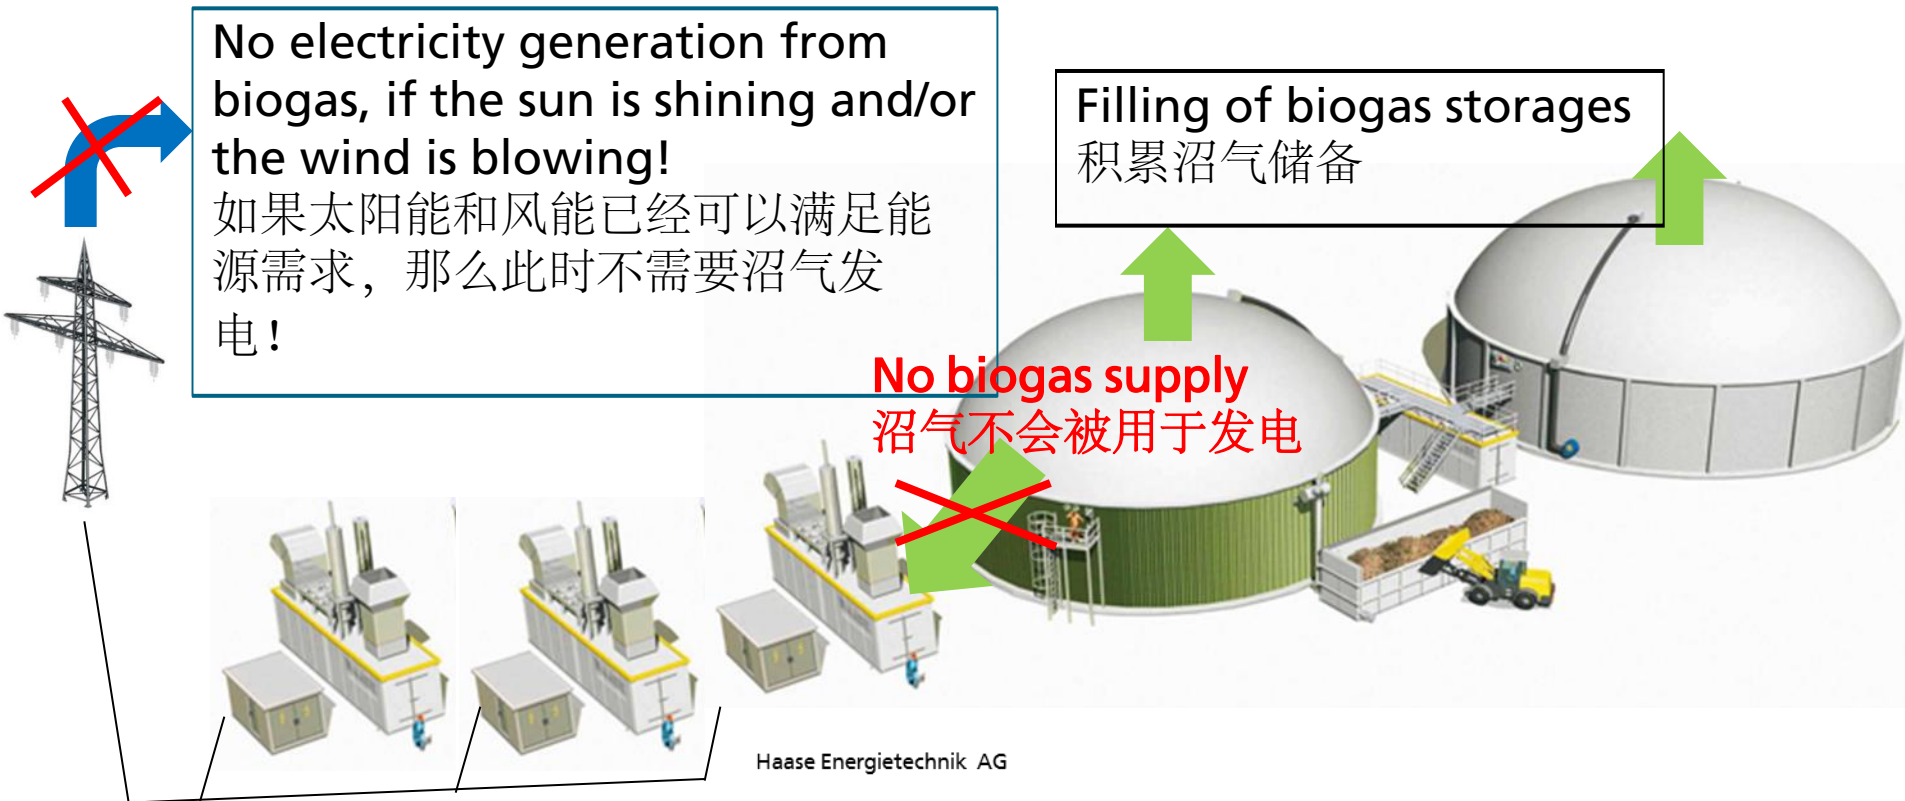 No electricity generation from
biogas, if the sun is shining and/or
the wind is blowing!
如果太阳能和风能已经可以满足能
源需求，那么此时不需要沼气发
电！
Filling of biogas storages
积累沼气储备
No biogas supply
沼气不会被用于发电
Haase Energietechnik AG